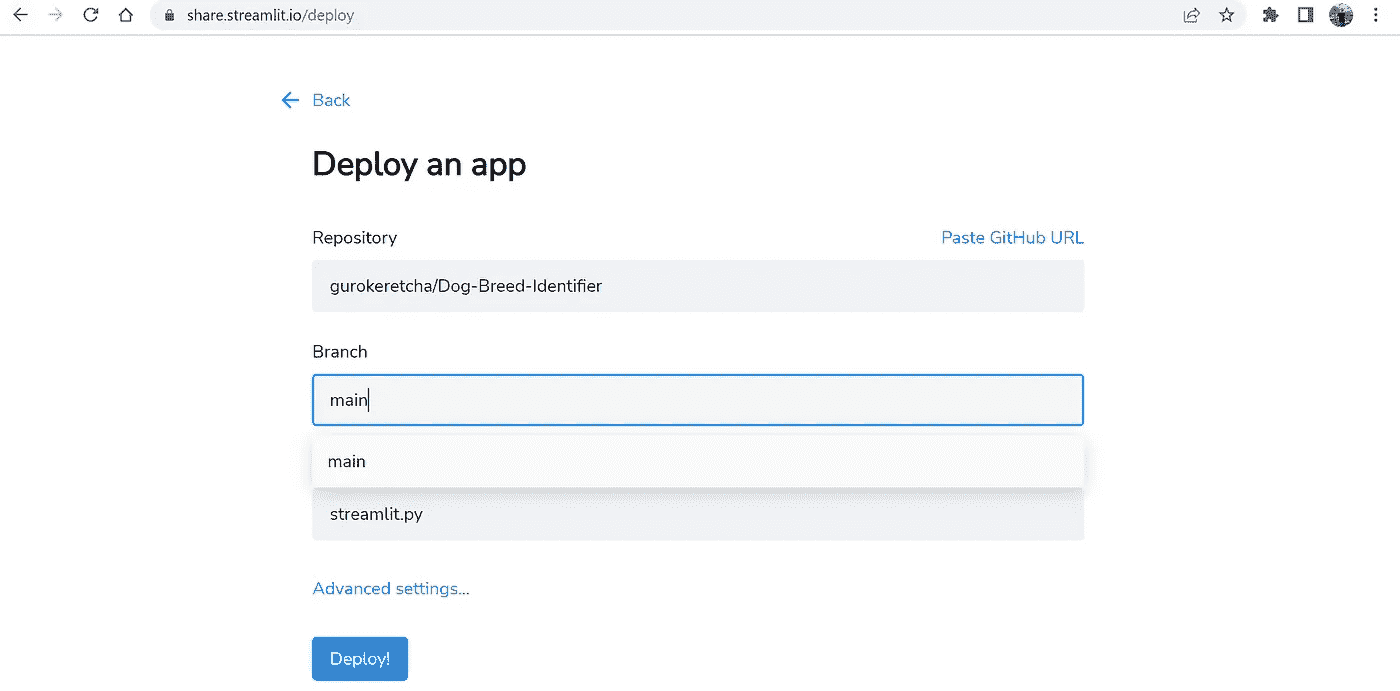 share.streamlit.io/deploy
Back
Deploy an app
Repository
Paste GitHub URL
gurokeretcha/Dog-Breed-Identifier
Branch
main
main
streamlit.py
Advanced settings...
Deploy!